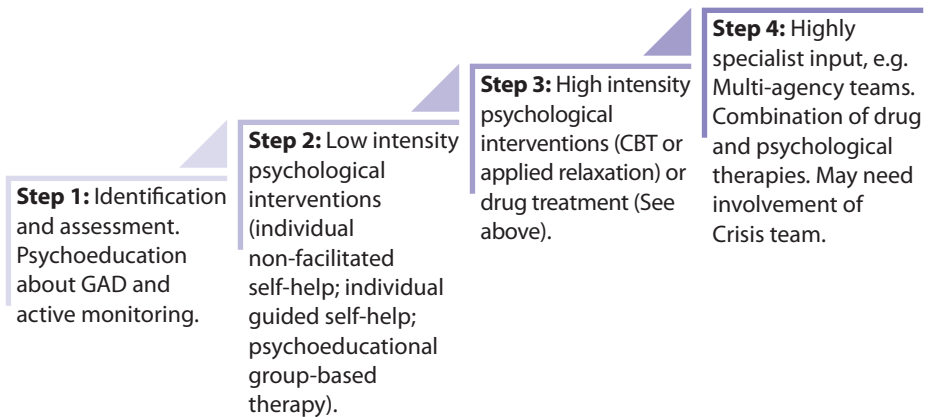 Step 1: Identification
and assessment.
Psychoeducation
about GAD and
active monitoring.
Step 2: Low intensity
psychological
interventions
(individual
non-facilitated
self-help; individual
guided self-help;
psychoeducational
group-based
therapy).
Step 3: High intensity
psychological
interventions (CBT or
applied relaxation) or
drug treatment (See
above).
Step 4: Highly
specialist input, e.g.
Multi-agency teams.
Combination of drug
and psychological
therapies. May need
involvement of
Crisis team.